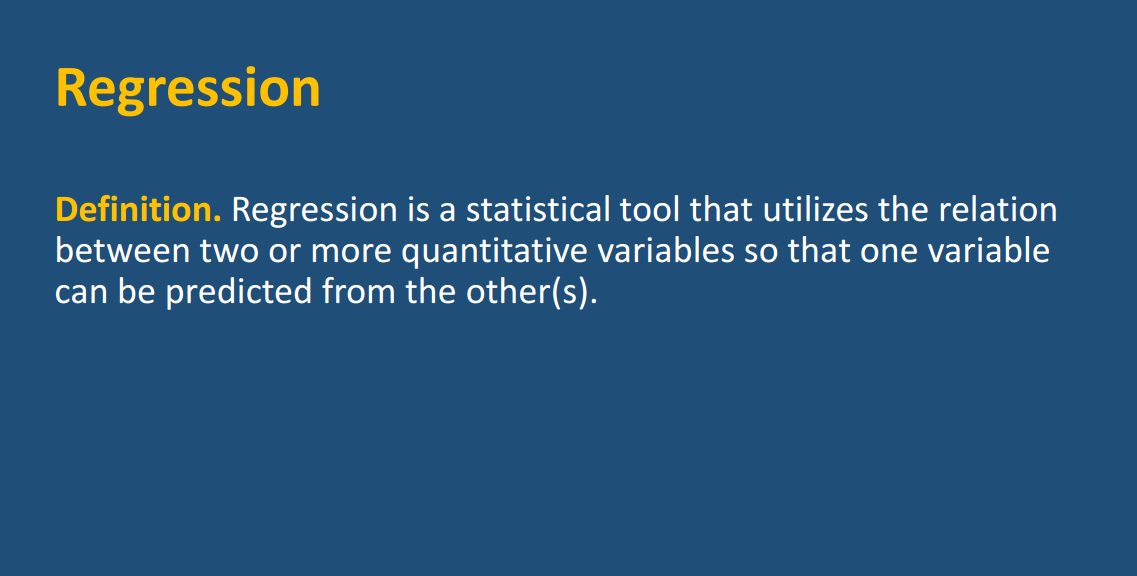 Regression
Definition. Regression is a statistical tool that utilizes the relation
between two or more quantitative variables so that one variable
can be predicted from the other(s).